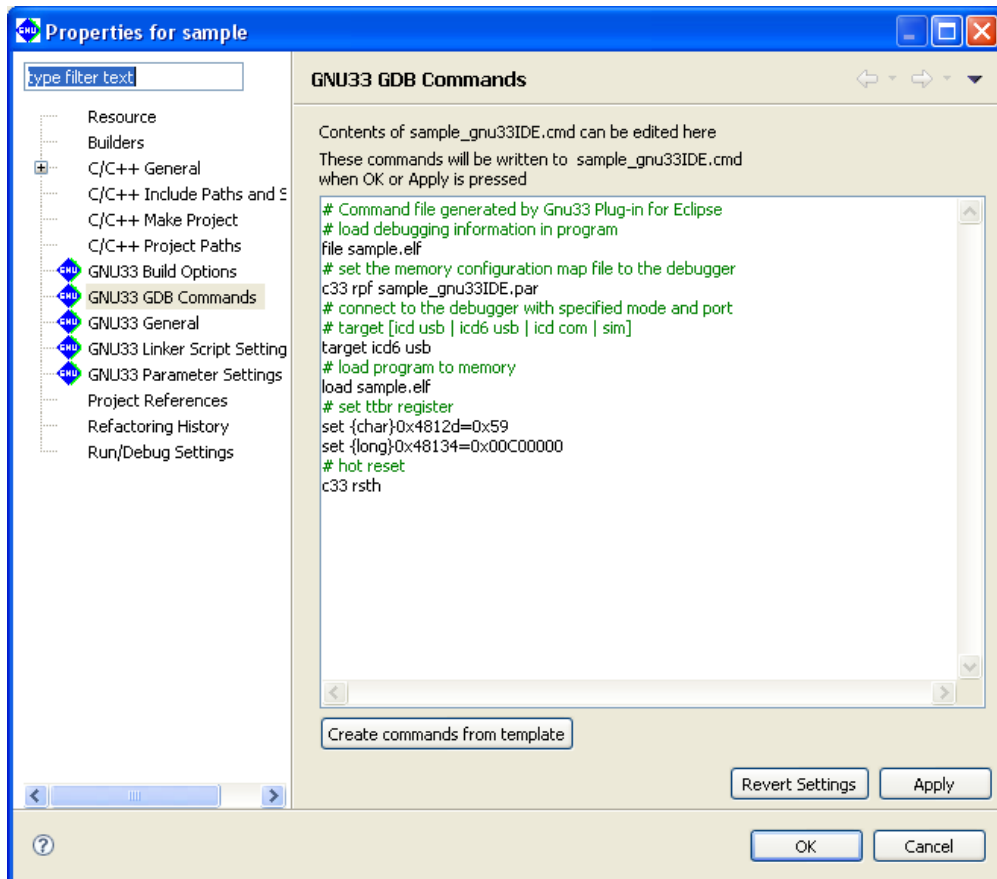 Properties for sample
type filter text
Resource
Builders
C/C++ General
C/C++ Include Paths and S
C/C++ Make Project
C/C++ Project Paths
GNU33 Build Options
GNU33 GDB Commands
GNU33 General
GNU33 Linker Script Setting
GNU33 Parameter Settings
Project References
Refactoring History
Run/Debug Settings
GNU33 GDB Commands
Contents of sample_gnu33IDE.cmd can be edited here
These commands will be written to sample_gnu33IDE.cmd
when OK or Apply is pressed
# Command file generated by Gnu33 Plug-in for Eclipse
# load debugging information in program
file sample.elf
# set the memory configuration map file to the debugger
c33 rpf sample_gnu33IDE.par
# connect to the debugger with specified mode and port
# target [icd usb | icd6 usb | icd com | sim]
target icd6 usb
# load program to memory
load sample.elf
# set ttbr register
set {char}0x4812d=0x59
set {long}0x48134=0x00C00000
# hot reset
c33 rsth
Create commands from template
Revert Settings
Apply
OK
Cancel